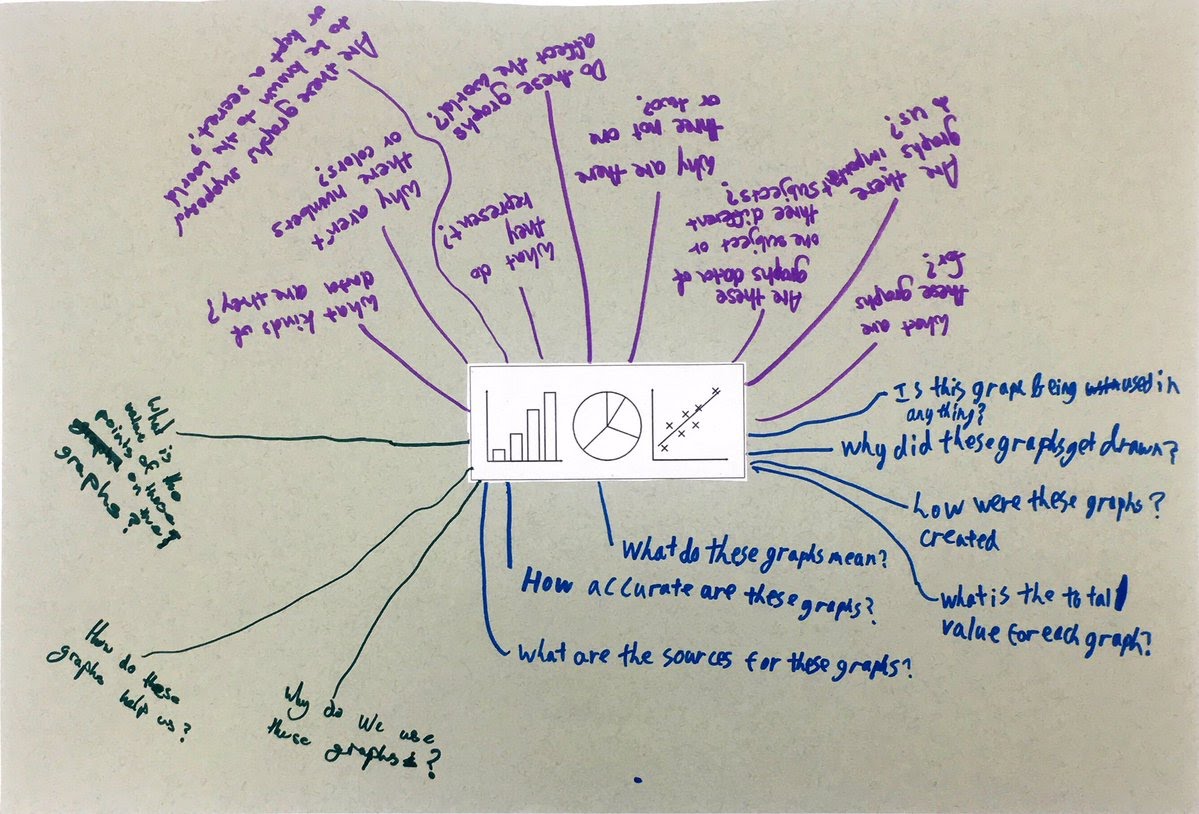 Are these graphs supposed
to be known to the world
or kept a secret?
Do these graphs
affect the world?
Why are there
three not one
or two?
Are these
graphs important
to us?
Why aren't
there numbers
or colors?
What do
they
represent?
Are these
graphs data of
one subject or
three different
subjects?
What are
these graphs
for?
What kinds of
data are they?
Is this graph being used in
anything?
Why did these graphs get drawn?
How were these graphs?
created
what is the total
value for each graph?
What do these graphs mean?
How accurate are these graphs?
what are the sources for these graphs?
What is the
value of the
points
on these
graphs?
How do these
graphs help us?
Why do we use
these graphs?